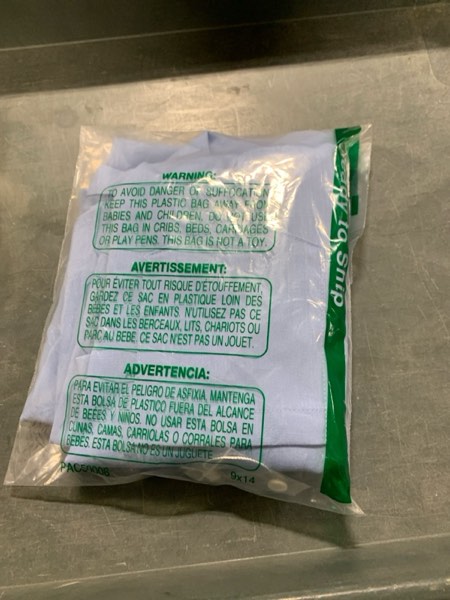 WARNING:
TO AVOID DANGER OF SUFFOCATION
KEEP THIS PLASTIC BAG AWAY FROM
BABIES AND CHILDREN. DO NOT USE
THIS BAG IN CRIBS, BEDS, CARRIAGES
OR PLAY PENS. THIS BAG IS NOT A TOY.
AVERTISSEMENT:
POUR ÉVITER TOUT RISQUE D'ÉTOUFFEMENT,
GARDEZ CE SAC EN PLASTIQUE LOIN DES
BÉBÉS ET LES ENFANTS N'UTILISEZ PAS CE
SAC DANS LES BERCEAUX, LITS, CHARIOTS OU
PARC AU BEBE. CE SAC N'EST PAS UN JOUET.
ADVERTENCIA:
PARA EVITAR EL PELIGRO DE ASFIXIA, MANTENGA
ESTA BOLSA DE PLASTICO FUERA DEL ALCANCE
DE BEBES Y NINOS. NO USAR ESTA BOLSA EN
CUNAS, CAMAS, CARRIOLAS O CORRALES PARA
BEBES. ESTA BOLSA NO ES UN JUGUETE.
9x14
to Ship